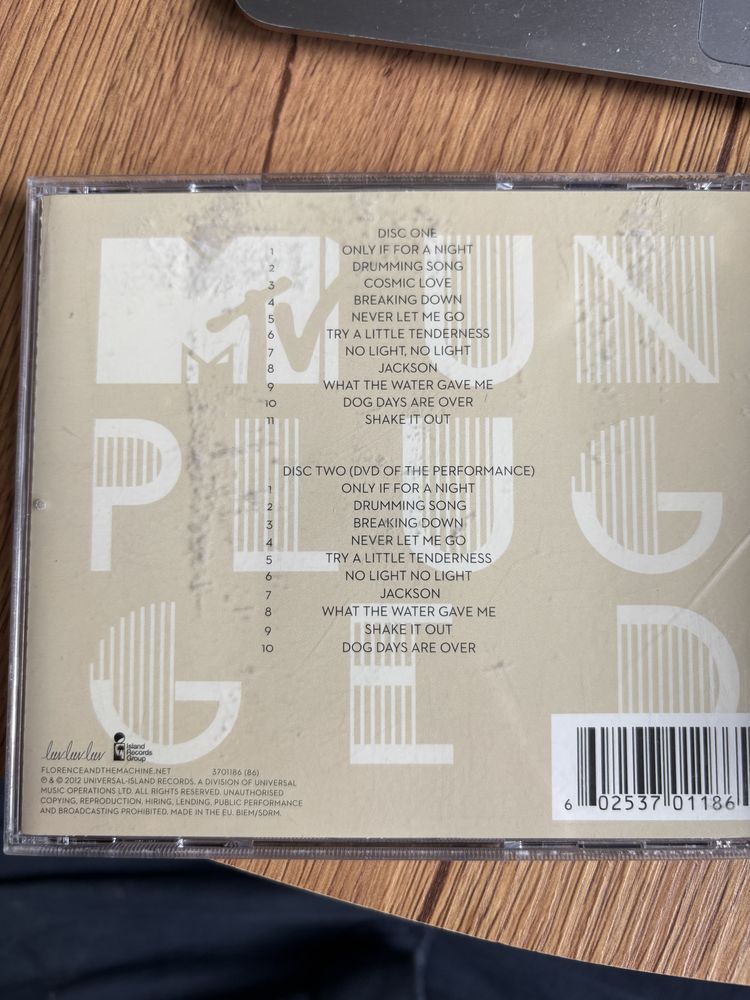 MTV UN
PLUG
GED
DISC ONE
1 ONLY IF FOR A NIGHT
2 DRUMMING SONG
3 COSMIC LOVE
4 BREAKING DOWN
5 NEVER LET ME GO
6 TRY A LITTLE TENDERNESS
7 NO LIGHT, NO LIGHT
8 JACKSON
9 WHAT THE WATER GAVE ME
10 DOG DAYS ARE OVER
11 SHAKE IT OUT
DISC TWO (DVD OF THE PERFORMANCE)
1 ONLY IF FOR A NIGHT
2 DRUMMING SONG
3 BREAKING DOWN
4 NEVER LET ME GO
5 TRY A LITTLE TENDERNESS
6 NO LIGHT NO LIGHT
7 JACKSON
8 WHAT THE WATER GAVE ME
9 SHAKE IT OUT
10 DOG DAYS ARE OVER
luvluvluv
Island
Records
Group
FLORENCEANDTHEMACHINE.NET 3701186 (86)
℗ & © 2012 UNIVERSAL-ISLAND RECORDS. A DIVISION OF UNIVERSAL
MUSIC OPERATIONS LTD. ALL RIGHTS RESERVED. UNAUTHORISED
COPYING, REPRODUCTION, HIRING, LENDING, PUBLIC PERFORMANCE
AND BROADCASTING PROHIBITED. MADE IN THE EU. BIEM/SDRM.
6 02537 01186